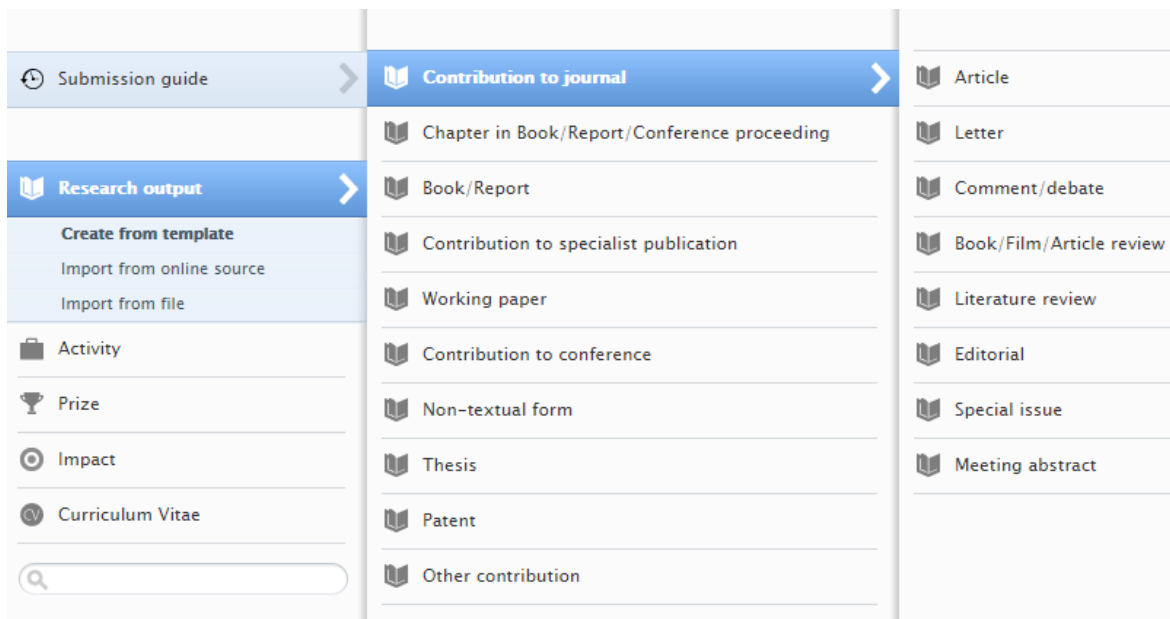 Submission guide
Research output
Create from template
Import from online source
Import from file
Activity
Prize
Impact
CV Curriculum Vitae
Contribution to journal
Chapter in Book/Report/Conference proceeding
Book/Report
Contribution to specialist publication
Working paper
Contribution to conference
Non-textual form
Thesis
Patent
Other contribution
Article
Letter
Comment/debate
Book/Film/Article review
Literature review
Editorial
Special issue
Meeting abstract